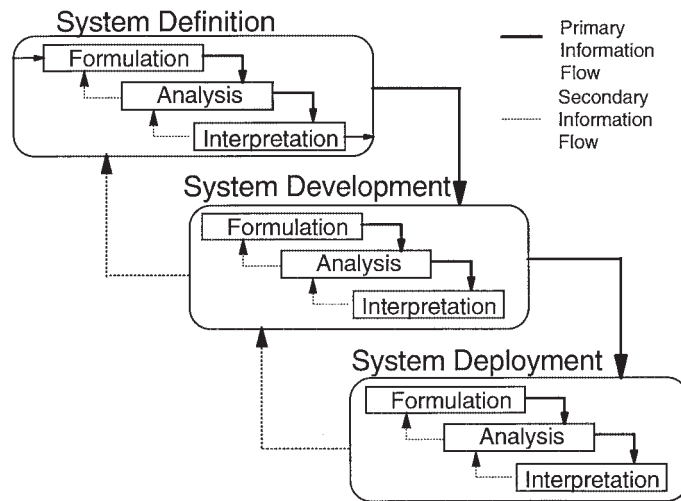 System Definition
Formulation
Analysis
Interpretation
Primary
Information
Flow
Secondary
Information
Flow
System Development
Formulation
Analysis
Interpretation
System Deployment
Formulation
Analysis
Interpretation